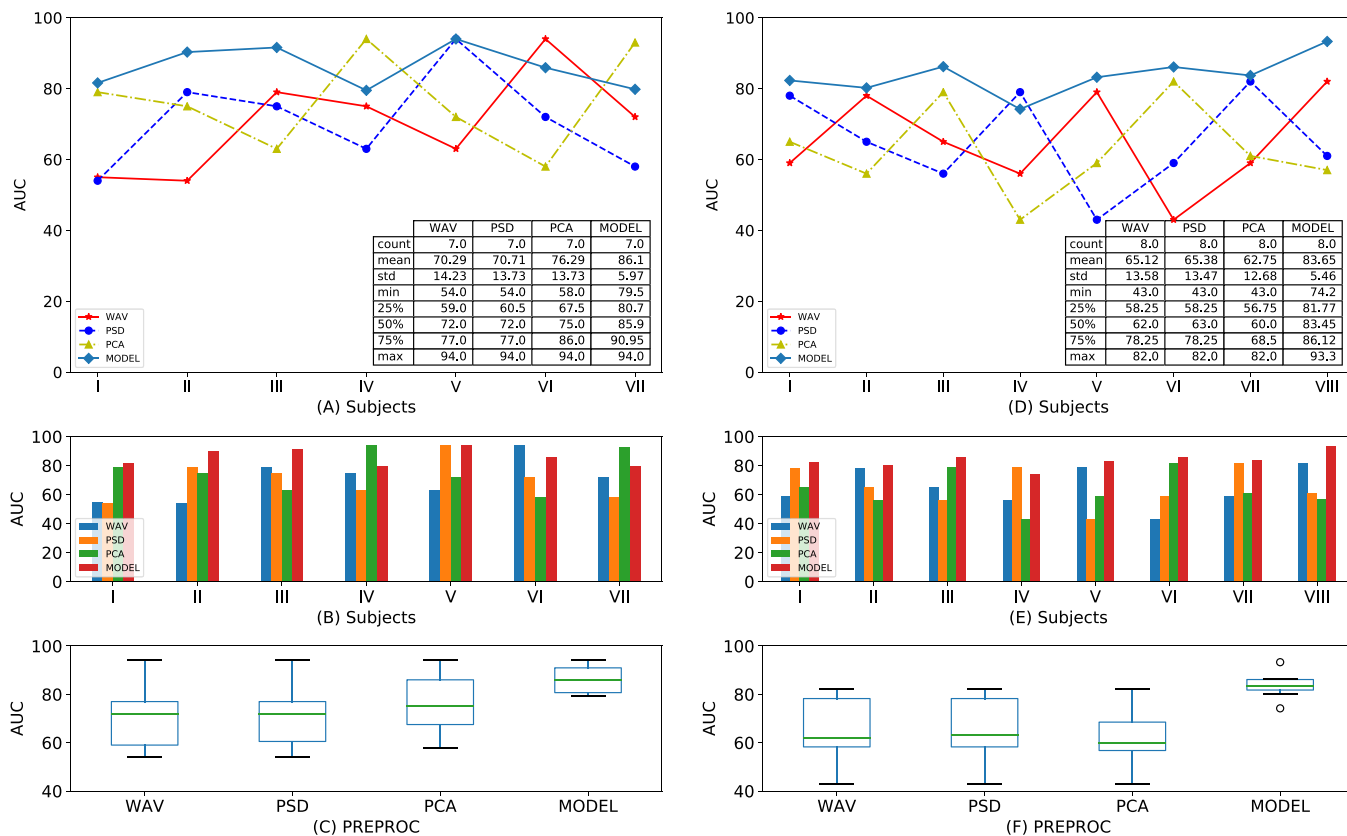 100
80
60
40
20
0
AUC
WAV PSD PCA MODEL
count 7.0 7.0 7.0 7.0
mean 70.29 70.71 76.29 86.1
std 14.23 13.73 13.73 5.97
min 54.0 54.0 58.0 79.5
25% 59.0 60.5 67.5 80.7
50% 72.0 72.0 75.0 85.9
75% 77.0 77.0 86.0 90.95
max 94.0 94.0 94.0 94.0
WAV
PSD
PCA
MODEL
I II III IV V VI VII
(A) Subjects
100
80
60
40
20
0
AUC
WAV PSD PCA MODEL
count 8.0 8.0 8.0 8.0
mean 65.12 65.38 62.75 83.65
std 13.58 13.47 12.68 5.46
min 43.0 43.0 43.0 74.2
25% 58.25 58.25 56.75 81.77
50% 62.0 63.0 60.0 83.45
75% 78.25 78.25 68.5 86.12
max 82.0 82.0 82.0 93.3
WAV
PSD
PCA
MODEL
I II III IV V VI VII VIII
(D) Subjects
100
80
60
40
20
0
AUC
WAV
PSD
PCA
MODEL
I II III IV V VI VII
(B) Subjects
100
80
60
40
20
0
AUC
WAV
PSD
PCA
MODEL
I II III IV V VI VII VIII
(E) Subjects
100
80
60
40
AUC
WAV PSD PCA MODEL
(C) PREPROC
100
80
60
40
AUC
WAV PSD PCA MODEL
(F) PREPROC